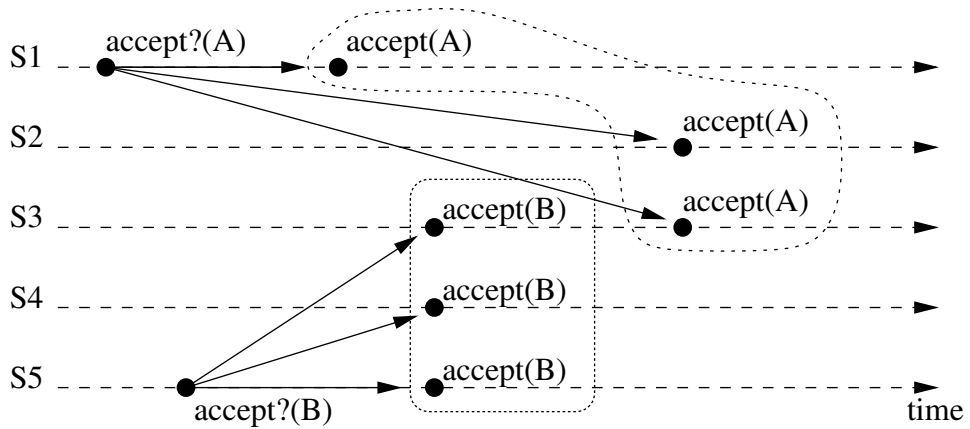 accept?(A)
accept(A)
S1
S2
accept(A)
S3
accept(B)
accept(A)
S4
accept(B)
S5
accept(B)
accept?(B)
time